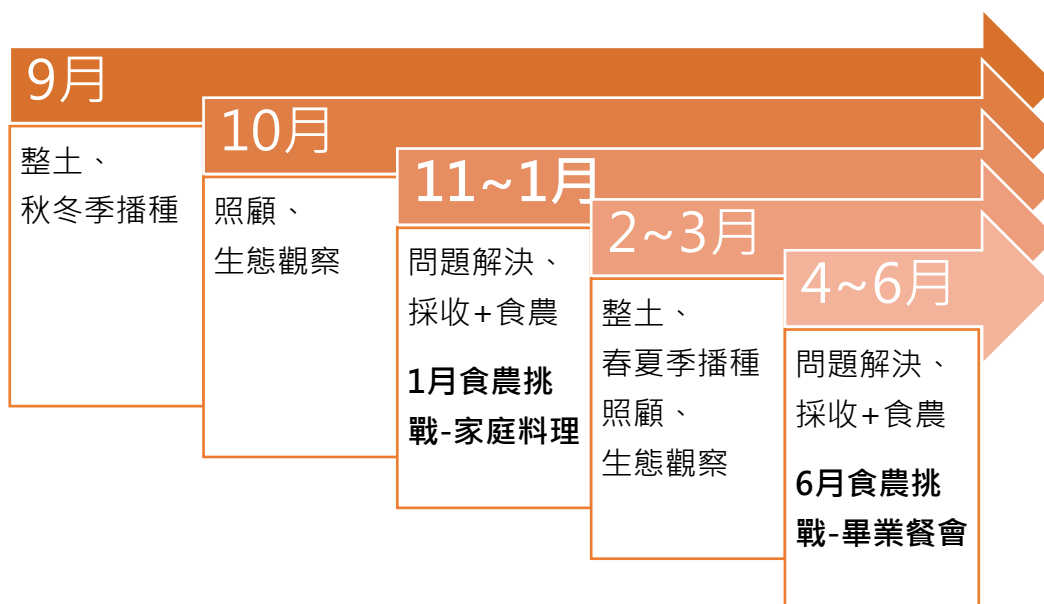 9月
整土、
秋冬季播種
10月
照顧、
生態觀察
11~1月
問題解決、
採收+食農
1月食農挑
戰-家庭料理
2~3月
整土、
春夏季播種
照顧、
生態觀察
4~6月
問題解決、
採收+食農
6月食農挑
戰-畢業餐會